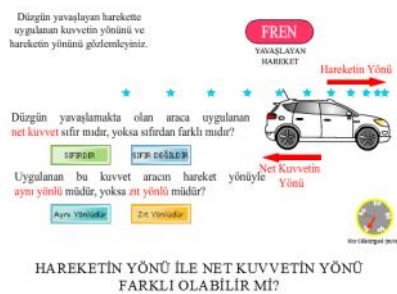 Düzgün yavaşlayan harekette
uygulanan kuvvetin yönünü ve
hareketin yönünü gözlemleyiniz.
FREN
YAVAŞLAYAN
HAREKET
Hareketin Yönü
Düzgün yavaşlamakta olan araca uygulanan
net kuvvet sıfır mıdır, yoksa sıfırdan farklı mıdır?
SIFIRDIR
SIFIR DEĞİLDİR
Net Kuvvetin
Yönü
Uygulanan bu kuvvet aracın hareket yönüyle
aynı yönlü müdür, yoksa zıt yönlü müdür?
Aynı Yönlüdür
Zıt Yönlüdür
HAREKETİN YÖNÜ İLE NET KUVVETİN YÖNÜ
FARKLI OLABİLİR Mİ?